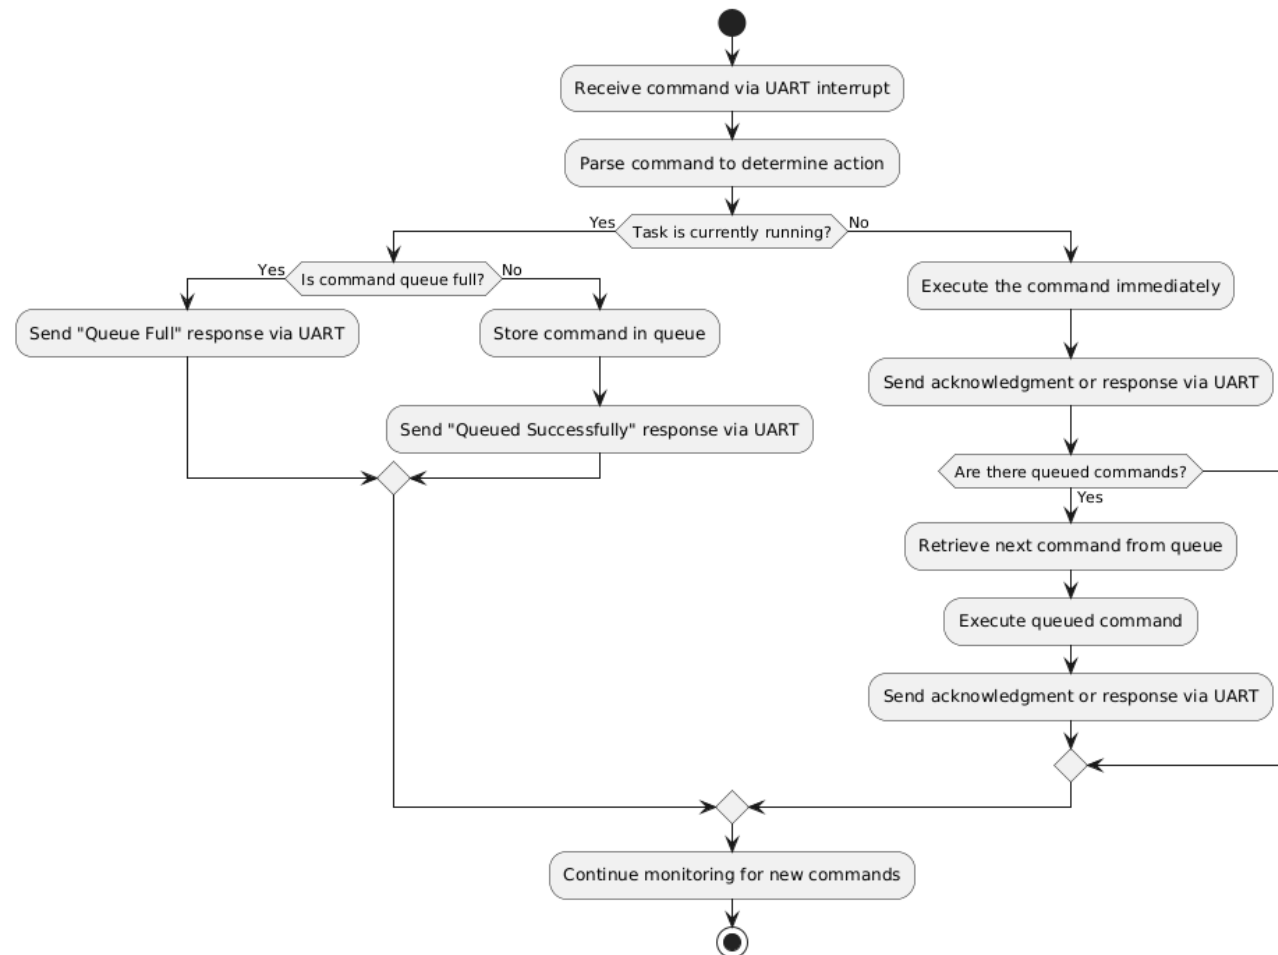 Receive command via UART interrupt
Parse command to determine action
Yes
Task is currently running?
No
Yes
Is command queue full?
No
Execute the command immediately
Send "Queue Full" response via UART
Store command in queue
Send acknowledgment or response via UART
Send "Queued Successfully" response via UART
Are there queued commands?
Yes
Retrieve next command from queue
Execute queued command
Send acknowledgment or response via UART
Continue monitoring for new commands